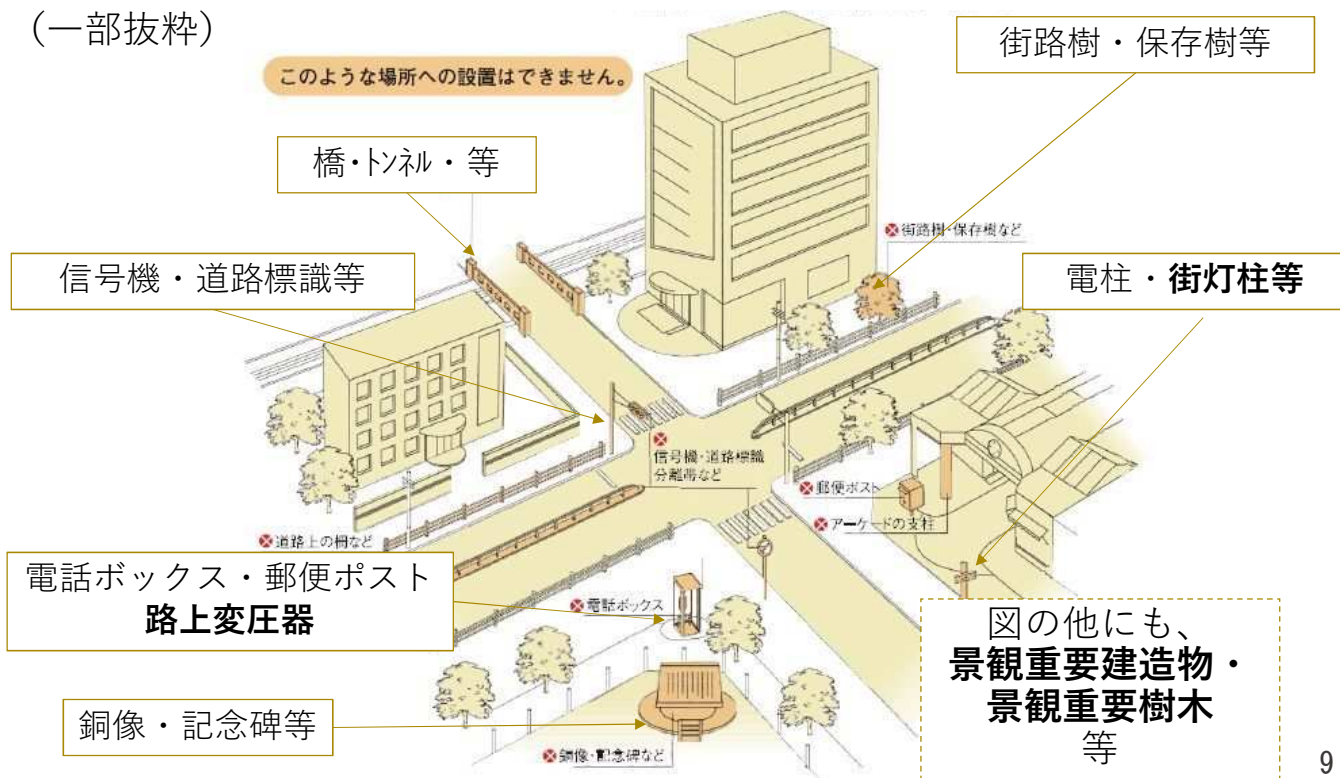 （一部抜粋）
このような場所への設置はできません。
街路樹・保存樹等
橋・トンネル・等
信号機・道路標識等
街路樹・保存樹など
電柱・街灯柱等
信号機・道路標識
分離帯など
郵便ポスト
アーケードの支柱
道路上の柵など
電話ボックス・郵便ポスト
路上変圧器
電話ボックス
図の他にも、
景観重要建造物・
景観重要樹木
等
銅像・記念碑等
銅像・記念碑など
9